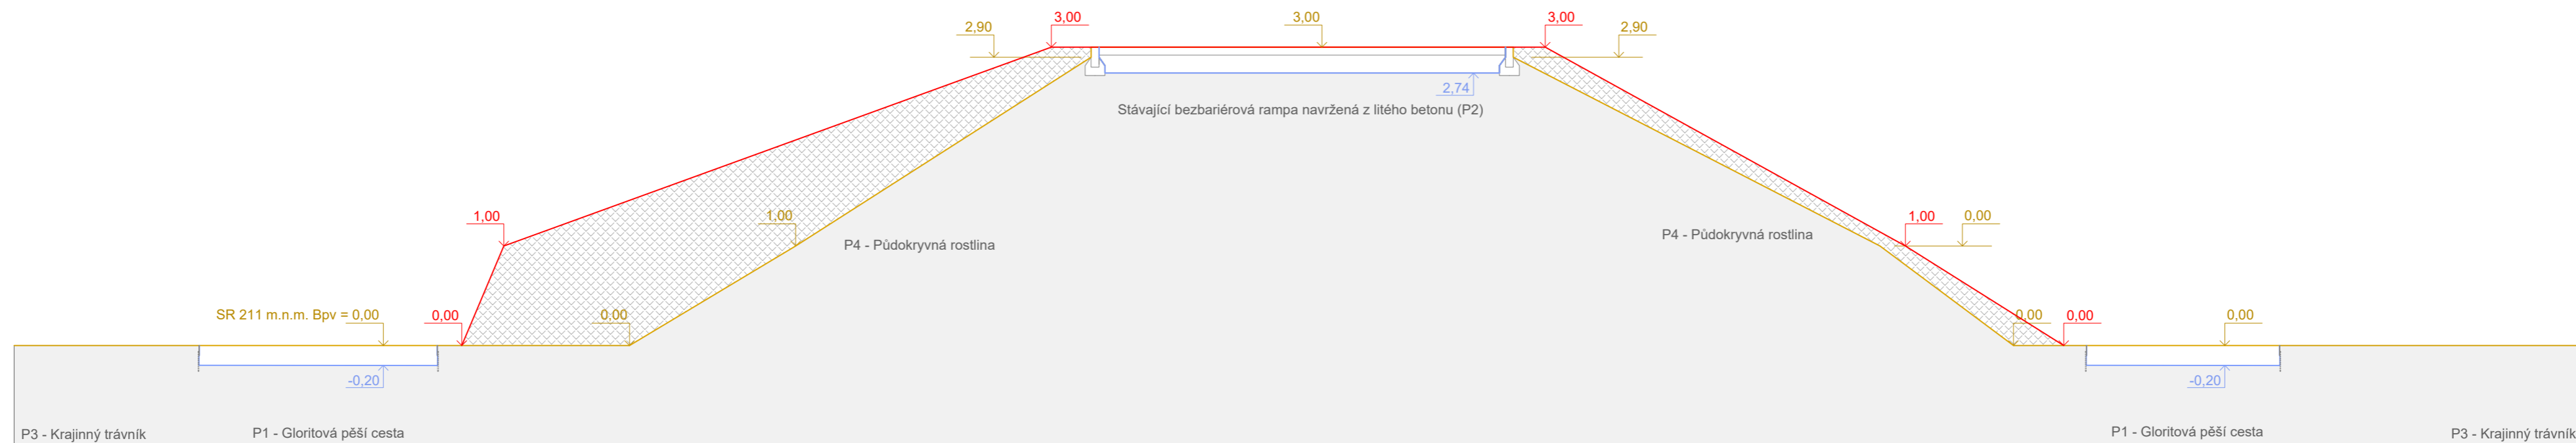 3,00
3,00
3,00
2,90
2,90
2,74
Stávající bezbariérová rampa navržená z litého betonu (P2)
1,00
1,00
1,00
0,00
P4 - Půdokryvná rostlina
P4 - Půdokryvná rostlina
SR 211 m.n.m. Bpv = 0,00
0,00
0,00
0,00
0,00
0,00
-0,20
-0,20
P3 - Krajinný trávník
P1 - Gloritová pěší cesta
P1 - Gloritová pěší cesta
P3 - Krajinný trávník